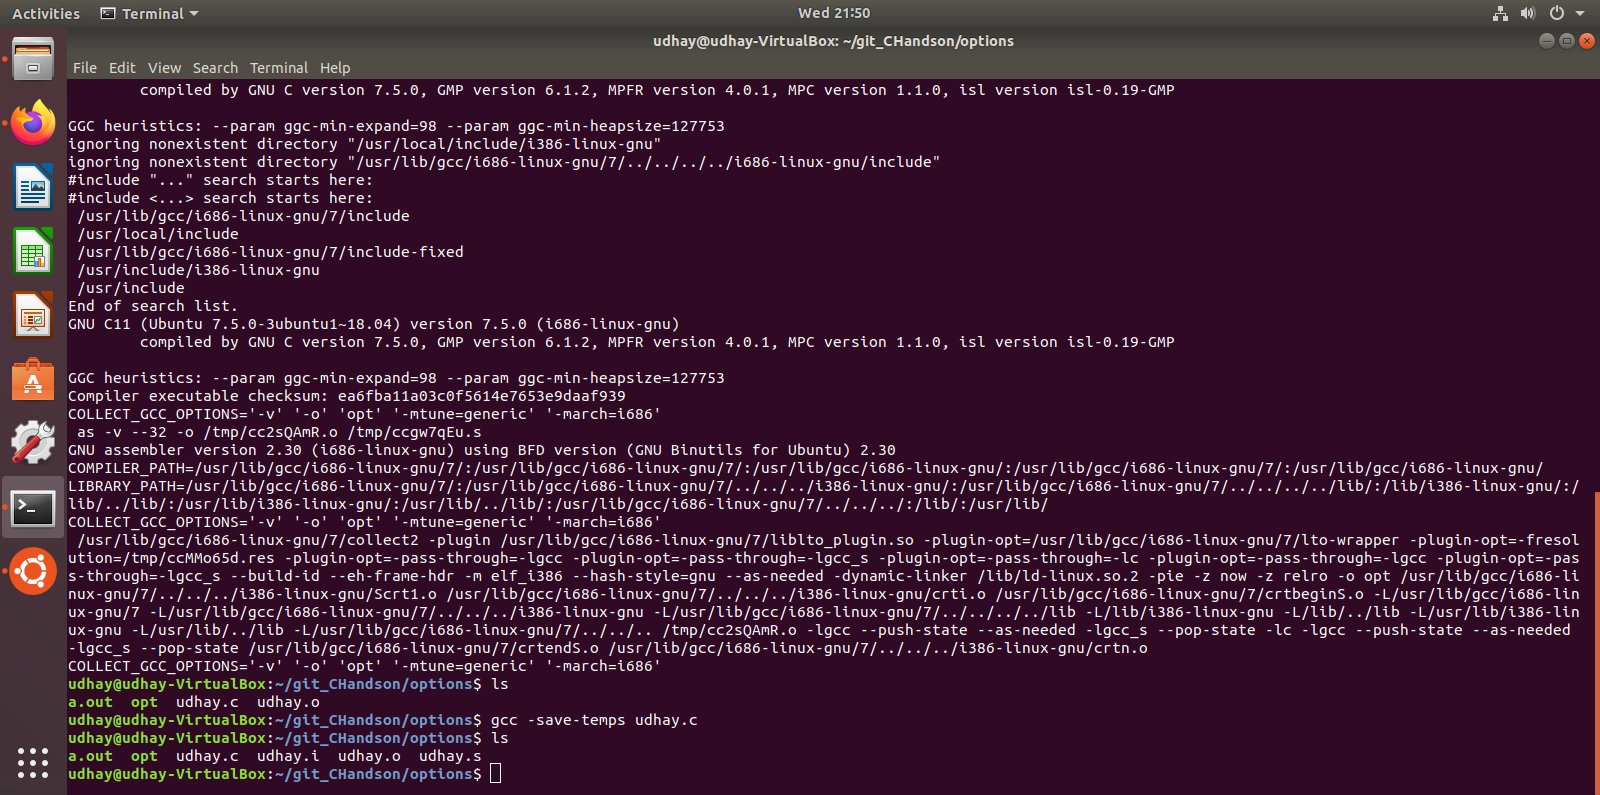 Activities Terminal Wed 21:50
udhay@udhay-VirtualBox: ~/git_CHandson/options
File Edit View Search Terminal Help
compiled by GNU C version 7.5.0, GMP version 6.1.2, MPFR version 4.0.1, MPC version 1.1.0, isl version isl-0.19-GMP
GGC heuristics: --param ggc-min-expand=98 --param ggc-min-heapsize=127753
ignoring nonexistent directory "/usr/local/include/i386-linux-gnu"
ignoring nonexistent directory "/usr/lib/gcc/i686-linux-gnu/7/../../../../i686-linux-gnu/include"
#include "..." search starts here:
#include <...> search starts here:
/usr/lib/gcc/i686-linux-gnu/7/include
/usr/local/include
/usr/lib/gcc/i686-linux-gnu/7/include-fixed
/usr/include/i386-linux-gnu
/usr/include
End of search list.
GNU C11 (Ubuntu 7.5.0-3ubuntu1~18.04) version 7.5.0 (i686-linux-gnu)
compiled by GNU C version 7.5.0, GMP version 6.1.2, MPFR version 4.0.1, MPC version 1.1.0, isl version isl-0.19-GMP
GGC heuristics: --param ggc-min-expand=98 --param ggc-min-heapsize=127753
Compiler executable checksum: ea6fba11a03c0f5614e7653e9daaf939
COLLECT_GCC_OPTIONS='-v' '-o' 'opt' '-mtune=generic' '-march=i686'
as -v --32 -o /tmp/cc2sQAmR.o /tmp/ccgw7qEu.s
GNU assembler version 2.30 (i686-linux-gnu) using BFD version (GNU Binutils for Ubuntu) 2.30
COMPILER_PATH=/usr/lib/gcc/i686-linux-gnu/7/:/usr/lib/gcc/i686-linux-gnu/7/:/usr/lib/gcc/i686-linux-gnu/:/usr/lib/gcc/i686-linux-gnu/7/:/usr/lib/gcc/i686-linux-gnu/
LIBRARY_PATH=/usr/lib/gcc/i686-linux-gnu/7/:/usr/lib/gcc/i686-linux-gnu/7/../../../i386-linux-gnu/:/usr/lib/gcc/i686-linux-gnu/7/../../../../lib/:/lib/i386-linux-gnu/:/
lib/../lib/:/usr/lib/i386-linux-gnu/:/usr/lib/../lib/:/usr/lib/gcc/i686-linux-gnu/7/../../../:/lib/:/usr/lib/
COLLECT_GCC_OPTIONS='-v' '-o' 'opt' '-mtune=generic' '-march=i686'
/usr/lib/gcc/i686-linux-gnu/7/collect2 -plugin /usr/lib/gcc/i686-linux-gnu/7/liblto_plugin.so -plugin-opt=/usr/lib/gcc/i686-linux-gnu/7/lto-wrapper -plugin-opt=-fresol
ution=/tmp/ccMMo65d.res -plugin-opt=-pass-through=-lgcc -plugin-opt=-pass-through=-lgcc_s -plugin-opt=-pass-through=-lc -plugin-opt=-pass-through=-lgcc -plugin-opt=-pas
s-through=-lgcc_s --build-id --eh-frame-hdr -m elf_i386 --hash-style=gnu --as-needed -dynamic-linker /lib/ld-linux.so.2 -pie -z now -z relro -o opt /usr/lib/gcc/i686-li
nux-gnu/7/../../../i386-linux-gnu/Scrt1.o /usr/lib/gcc/i686-linux-gnu/7/../../../i386-linux-gnu/crti.o /usr/lib/gcc/i686-linux-gnu/7/crtbeginS.o -L/usr/lib/gcc/i686-lin
ux-gnu/7 -L/usr/lib/gcc/i686-linux-gnu/7/../../../i386-linux-gnu -L/usr/lib/gcc/i686-linux-gnu/7/../../../../lib -L/lib/i386-linux-gnu -L/lib/../lib -L/usr/lib/i386-lin
ux-gnu -L/usr/lib/../lib -L/usr/lib/gcc/i686-linux-gnu/7/../../.. /tmp/cc2sQAmR.o -lgcc --push-state --as-needed -lgcc_s --pop-state -lc -lgcc --push-state --as-needed
-lgcc_s --pop-state /usr/lib/gcc/i686-linux-gnu/7/crtendS.o /usr/lib/gcc/i686-linux-gnu/7/../../../i386-linux-gnu/crtn.o
COLLECT_GCC_OPTIONS='-v' '-o' 'opt' '-mtune=generic' '-march=i686'
udhay@udhay-VirtualBox:~/git_CHandson/options$ ls
a.out opt udhay.c udhay.o
udhay@udhay-VirtualBox:~/git_CHandson/options$ gcc -save-temps udhay.c
udhay@udhay-VirtualBox:~/git_CHandson/options$ ls
a.out opt udhay.c udhay.i udhay.o udhay.s
udhay@udhay-VirtualBox:~/git_CHandson/options$